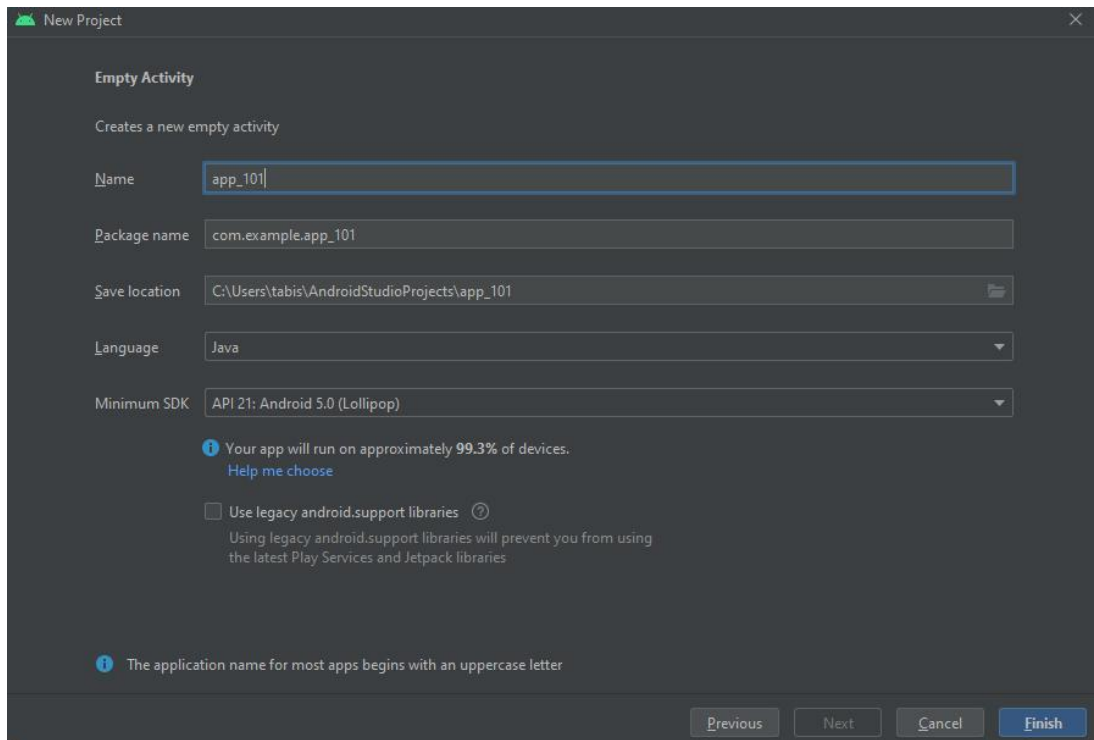 New Project
Empty Activity
Creates a new empty activity
Name app_101
Package name com.example.app_101
Save location C:\Users\tabis\AndroidStudioProjects\app_101
Language Java
Minimum SDK API 21: Android 5.0 (Lollipop)
Your app will run on approximately 99.3% of devices.
Help me choose
Use legacy android.support libraries ?
Using legacy android.support libraries will prevent you from using
the latest Play Services and Jetpack libraries
The application name for most apps begins with an uppercase letter
Previous Next Cancel Finish